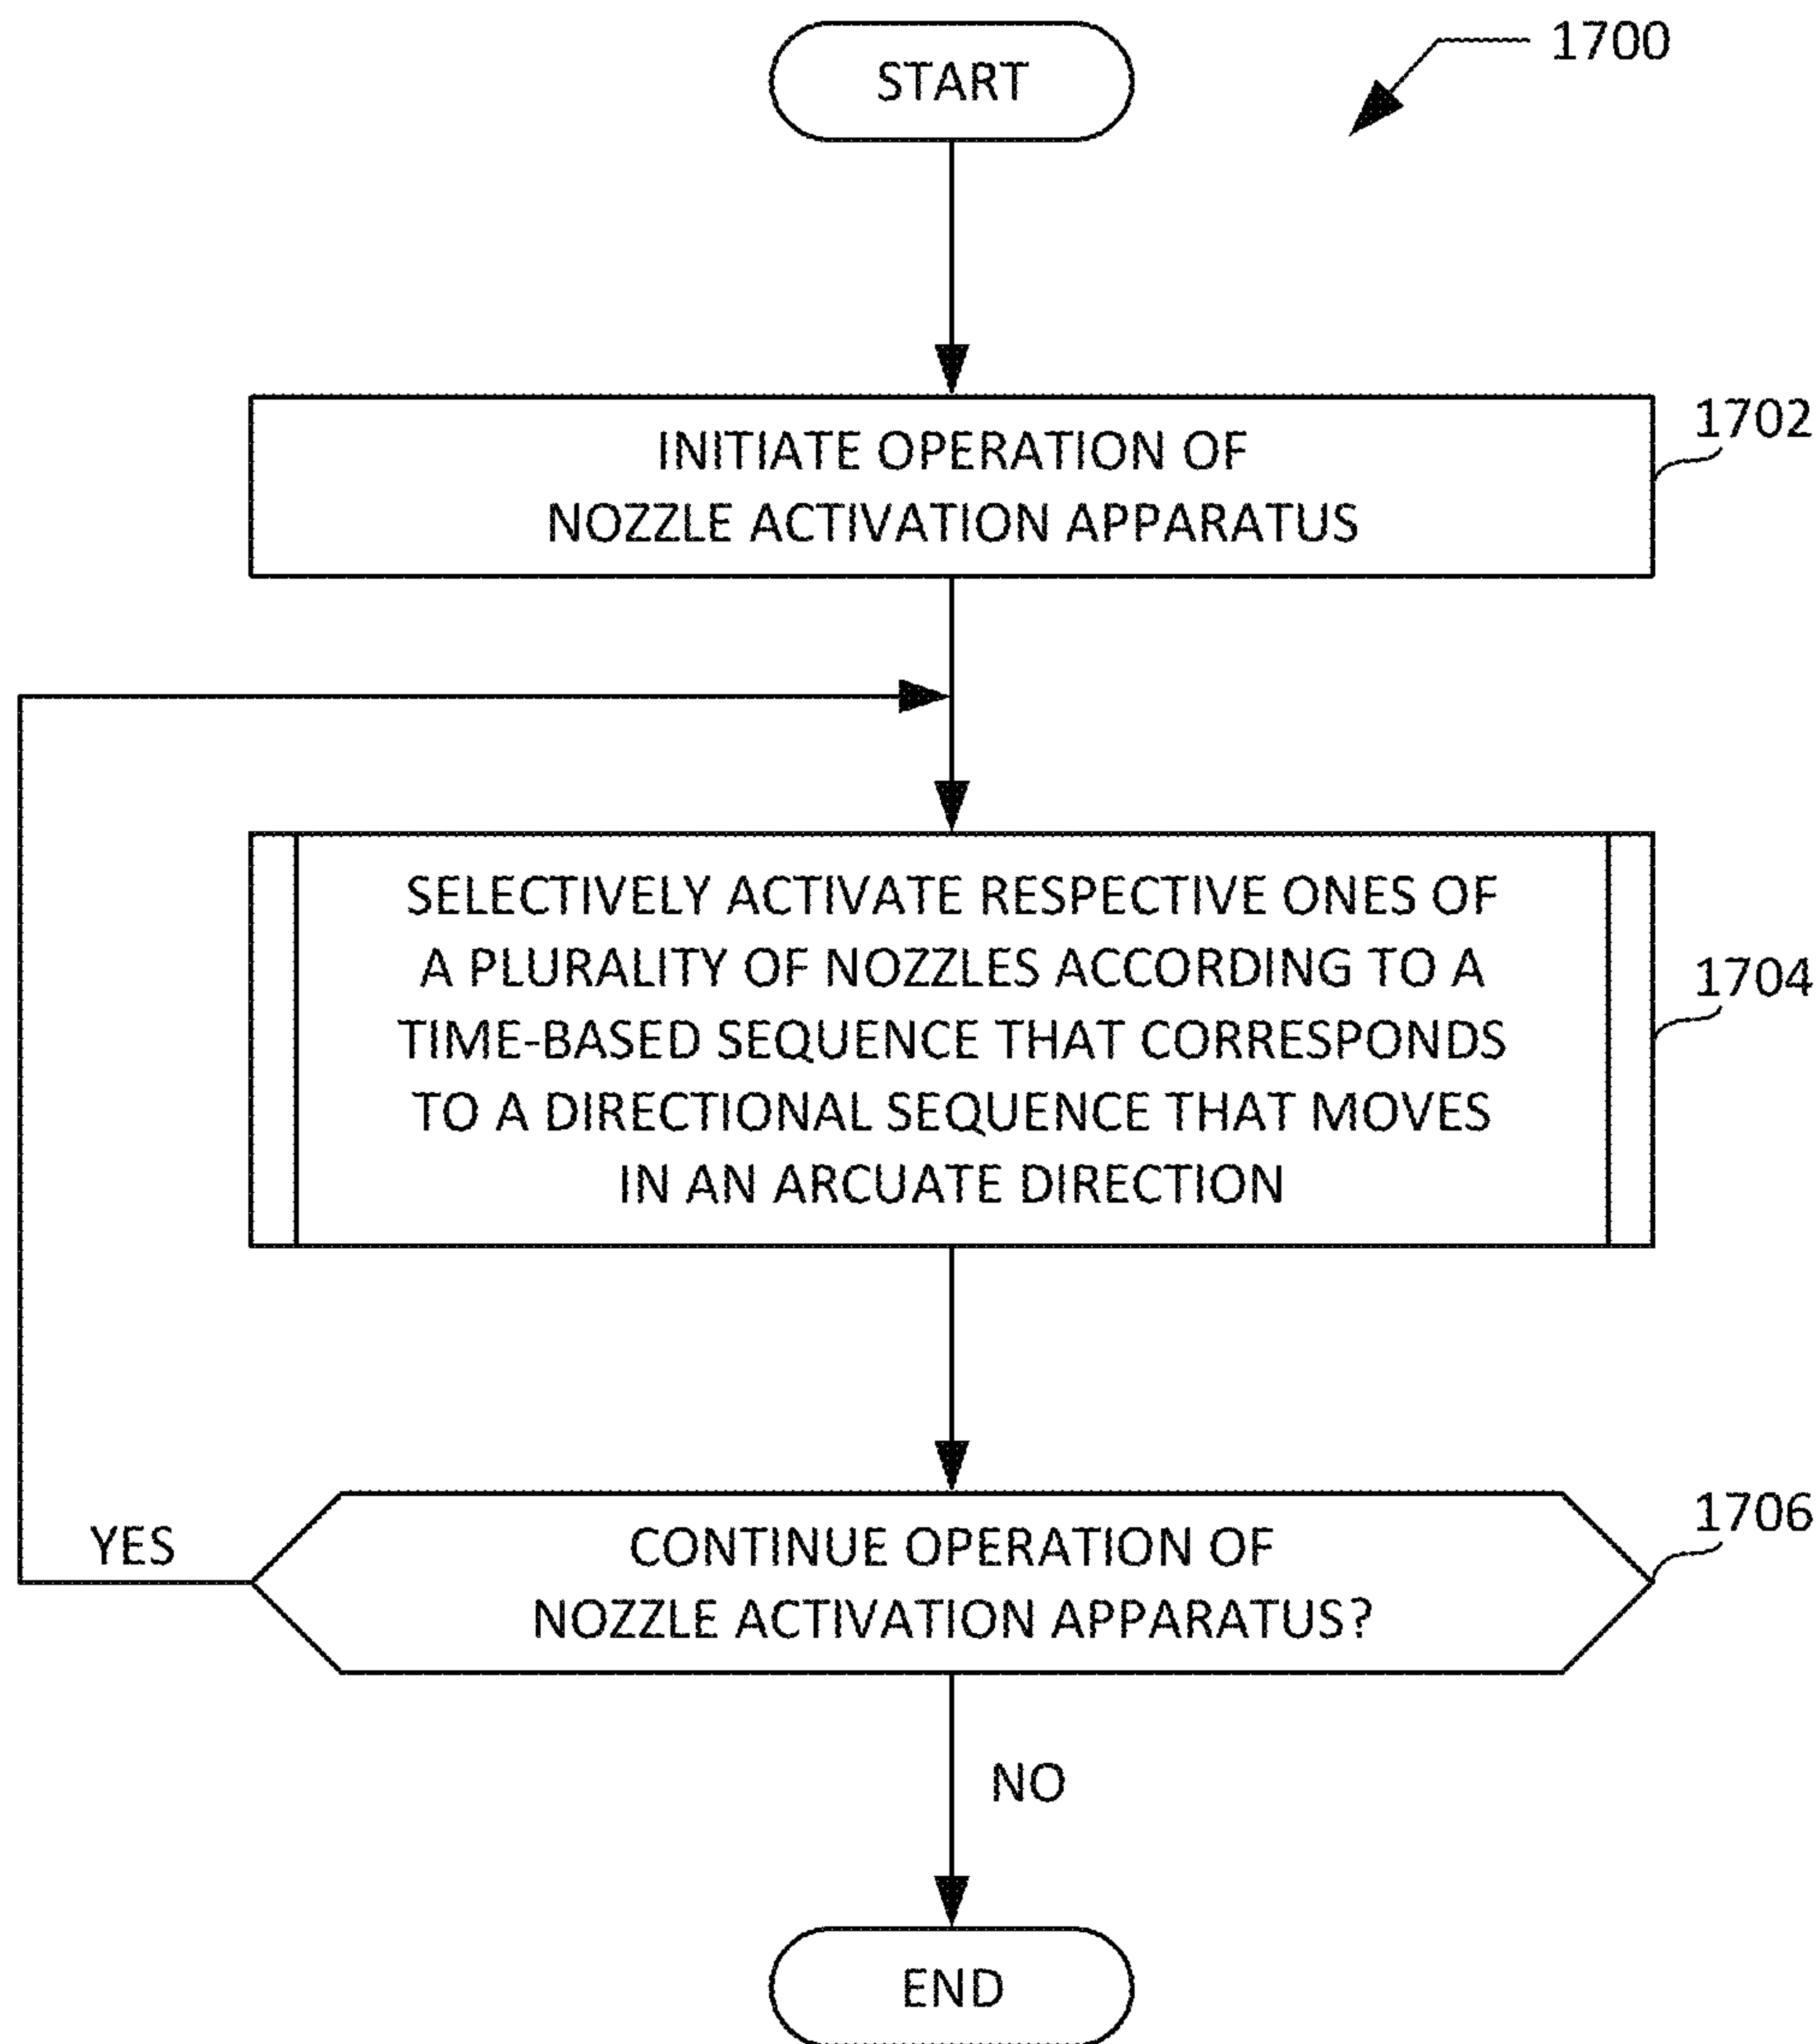 1700
START
1702
INITIATE OPERATION OF
NOZZLE ACTIVATION APPARATUS
SELECTIVELY ACTIVATE RESPECTIVE ONES OF
A PLURALITY OF NOZZLES ACCORDING TO A
1704
TIME-BASED SEQUENCE THAT CORRESPONDS
TO A DIRECTIONAL SEQUENCE THAT MOVES
IN AN ARCUATE DIRECTION
1706
YES
CONTINUE OPERATION OF
NOZZLE ACTIVATION APPARATUS?
NO
END